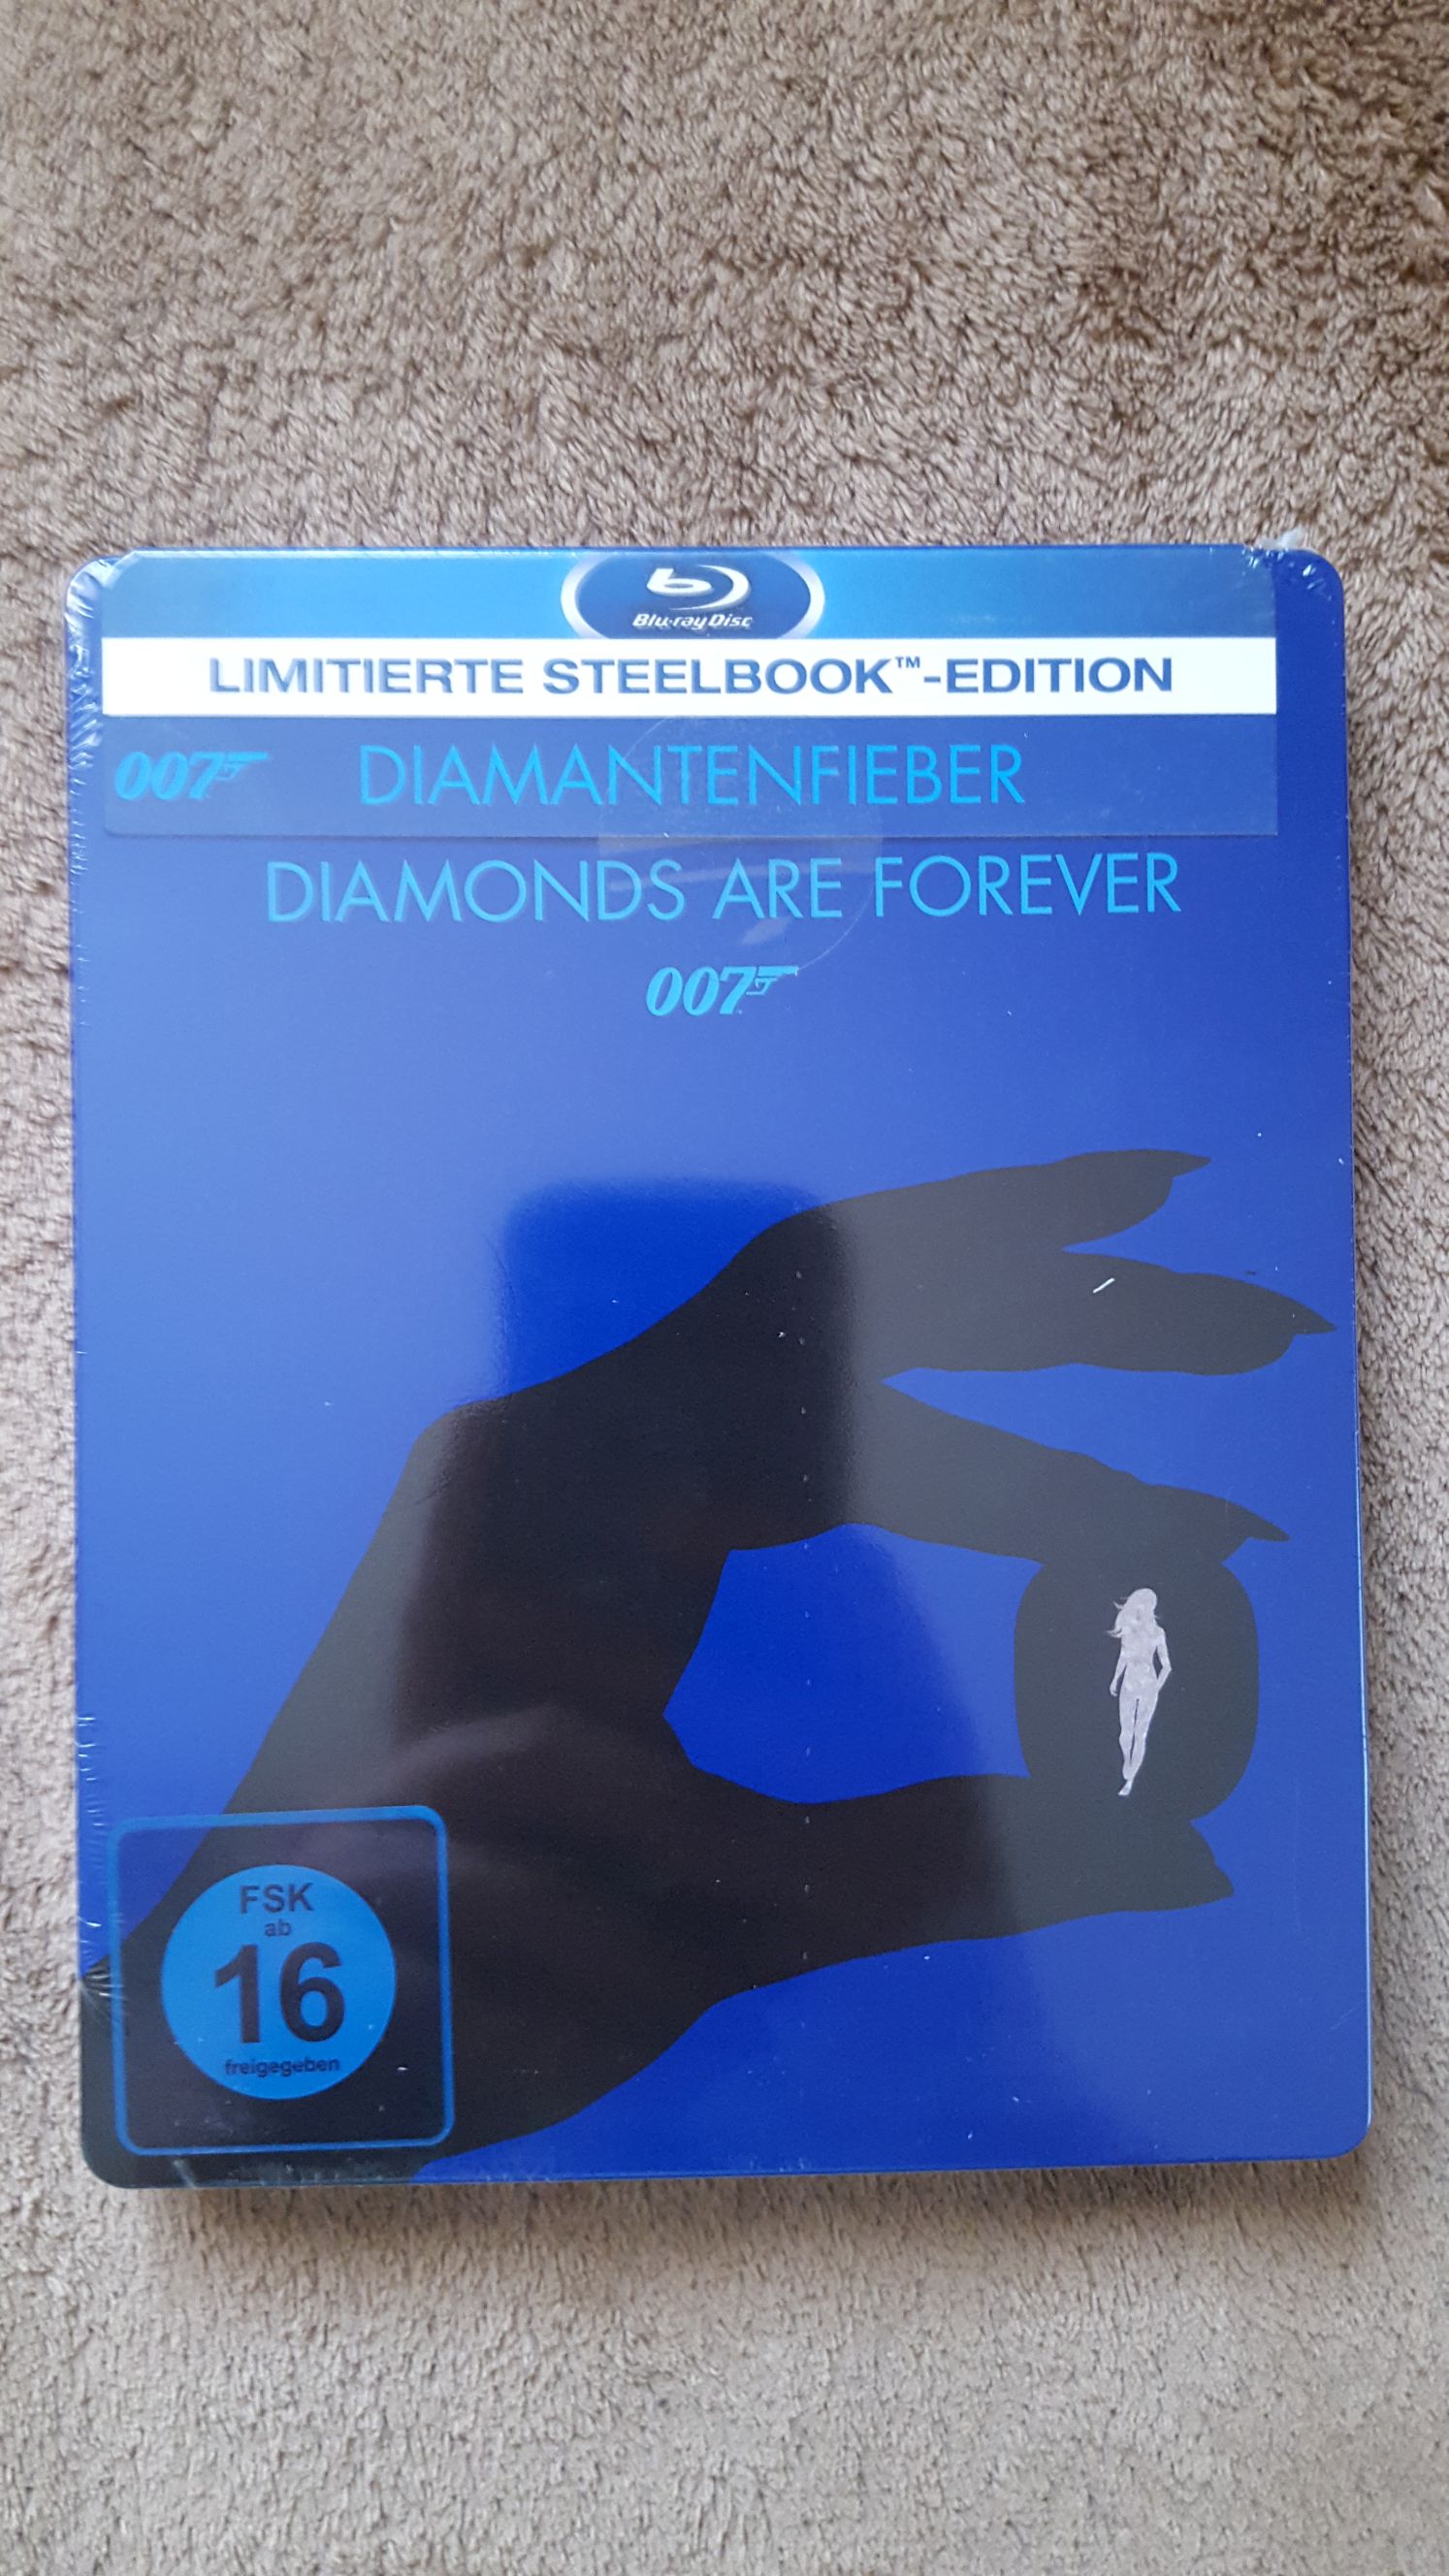 Blu-ray Disc
LIMITIERTE STEELBOOK™-EDITION
007 DIAMANTENFIEBER
DIAMONDS ARE FOREVER
007
FSK
ab
16
freigegeben